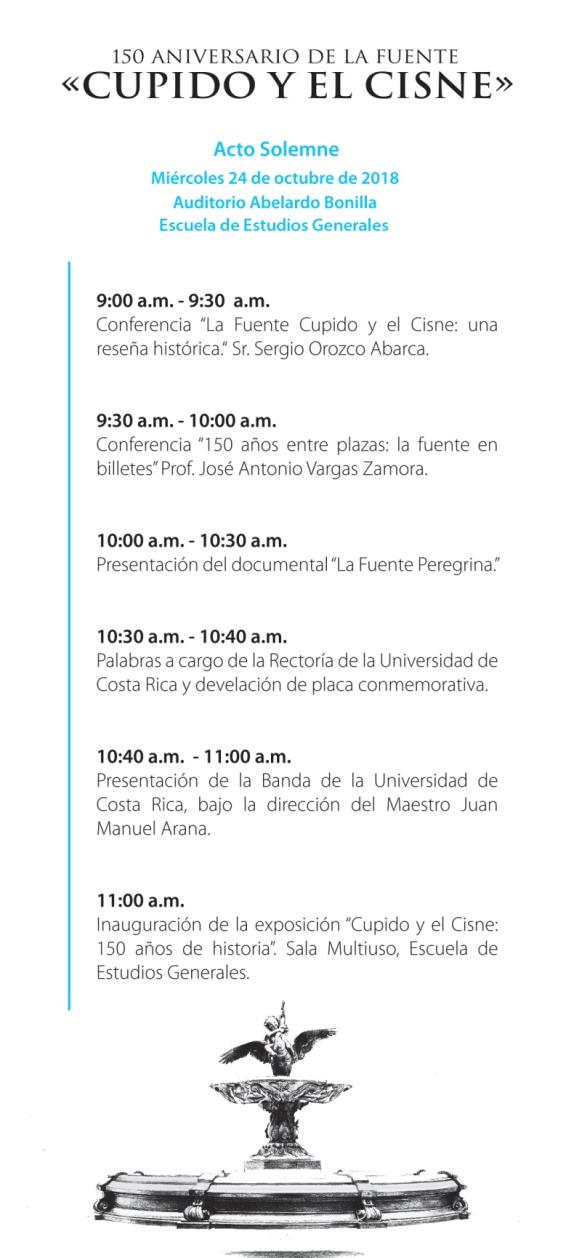 150 ANIVERSARIO DE LA FUENTE
«CUPIDO Y EL CISNE»
Acto Solemne
Miércoles 24 de octubre de 2018
Auditorio Abelardo Bonilla
Escuela de Estudios Generales
9:00 a.m. - 9:30 a.m.
Conferencia “La Fuente Cupido y el Cisne: una
reseña histórica.“ Sr. Sergio Orozco Abarca.
9:30 a.m. - 10:00 a.m.
Conferencia “150 años entre plazas: la fuente en
billetes” Prof. José Antonio Vargas Zamora.
10:00 a.m. - 10:30 a.m.
Presentación del documental “La Fuente Peregrina.”
10:30 a.m. - 10:40 a.m.
Palabras a cargo de la Rectoría de la Universidad de
Costa Rica y develación de placa conmemorativa.
10:40 a.m. - 11:00 a.m.
Presentación de la Banda de la Universidad de
Costa Rica, bajo la dirección del Maestro Juan
Manuel Arana.
11:00 a.m.
Inauguración de la exposición “Cupido y el Cisne:
150 años de historia”. Sala Multiuso, Escuela de
Estudios Generales.